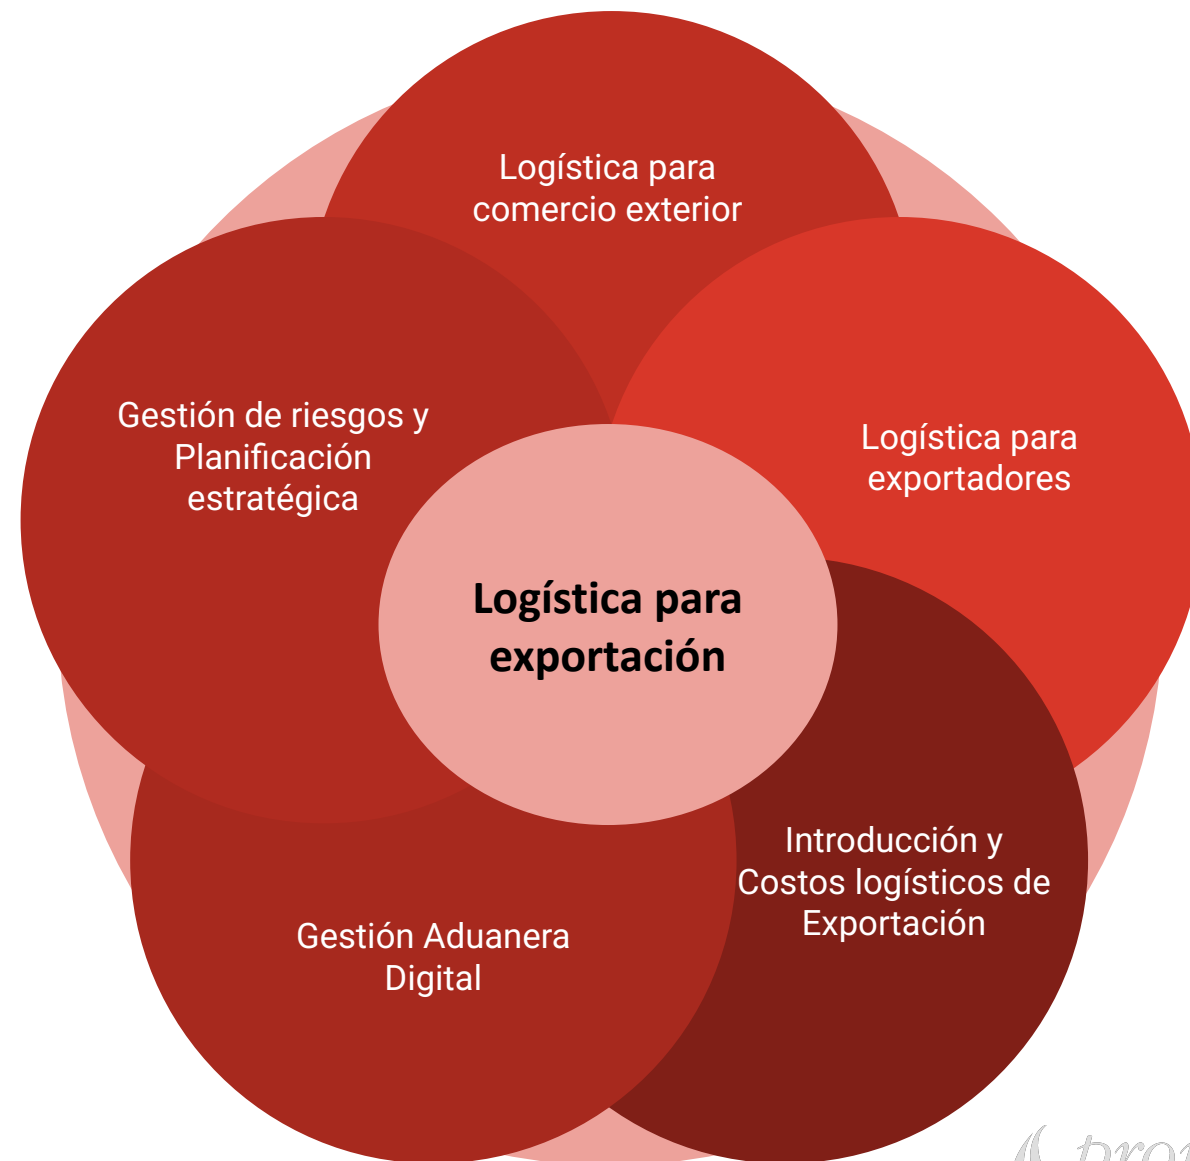 Logística para
comercio exterior
Gestión de riesgos y
Planificación
estratégica
Logística para
exportadores
Logística para
exportación
Introducción y
Costos logísticos de
Exportación
Gestión Aduanera
Digital